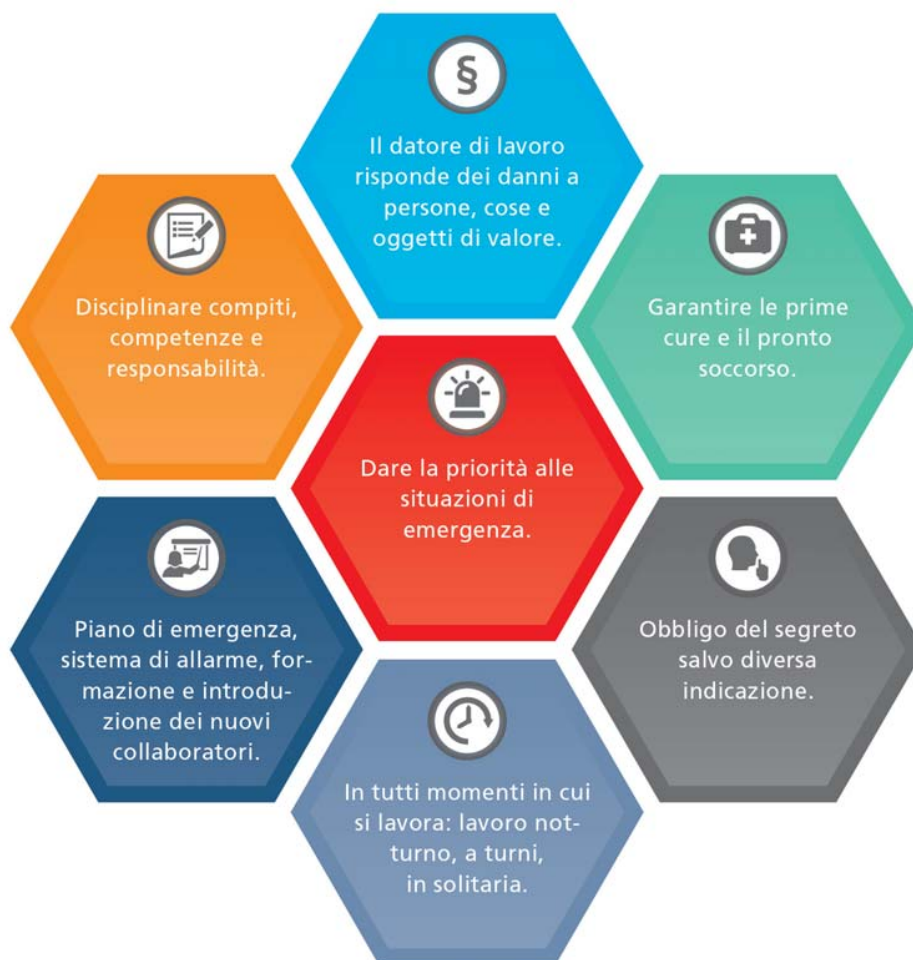 §
Il datore di lavoro
risponde dei danni a
persone, cose e
oggetti di valore.
Disciplinare compiti,
competenze e
responsabilità.
Garantire le prime
cure e il pronto
soccorso.
Dare la priorità alle
situazioni di
emergenza.
Piano di emergenza,
sistema di allarme, for-
mazione e introdu-
zione dei nuovi
collaboratori.
Obbligo del segreto
salvo diversa
indicazione.
In tutti momenti in cui
si lavora: lavoro not-
turno, a turni,
in solitaria.